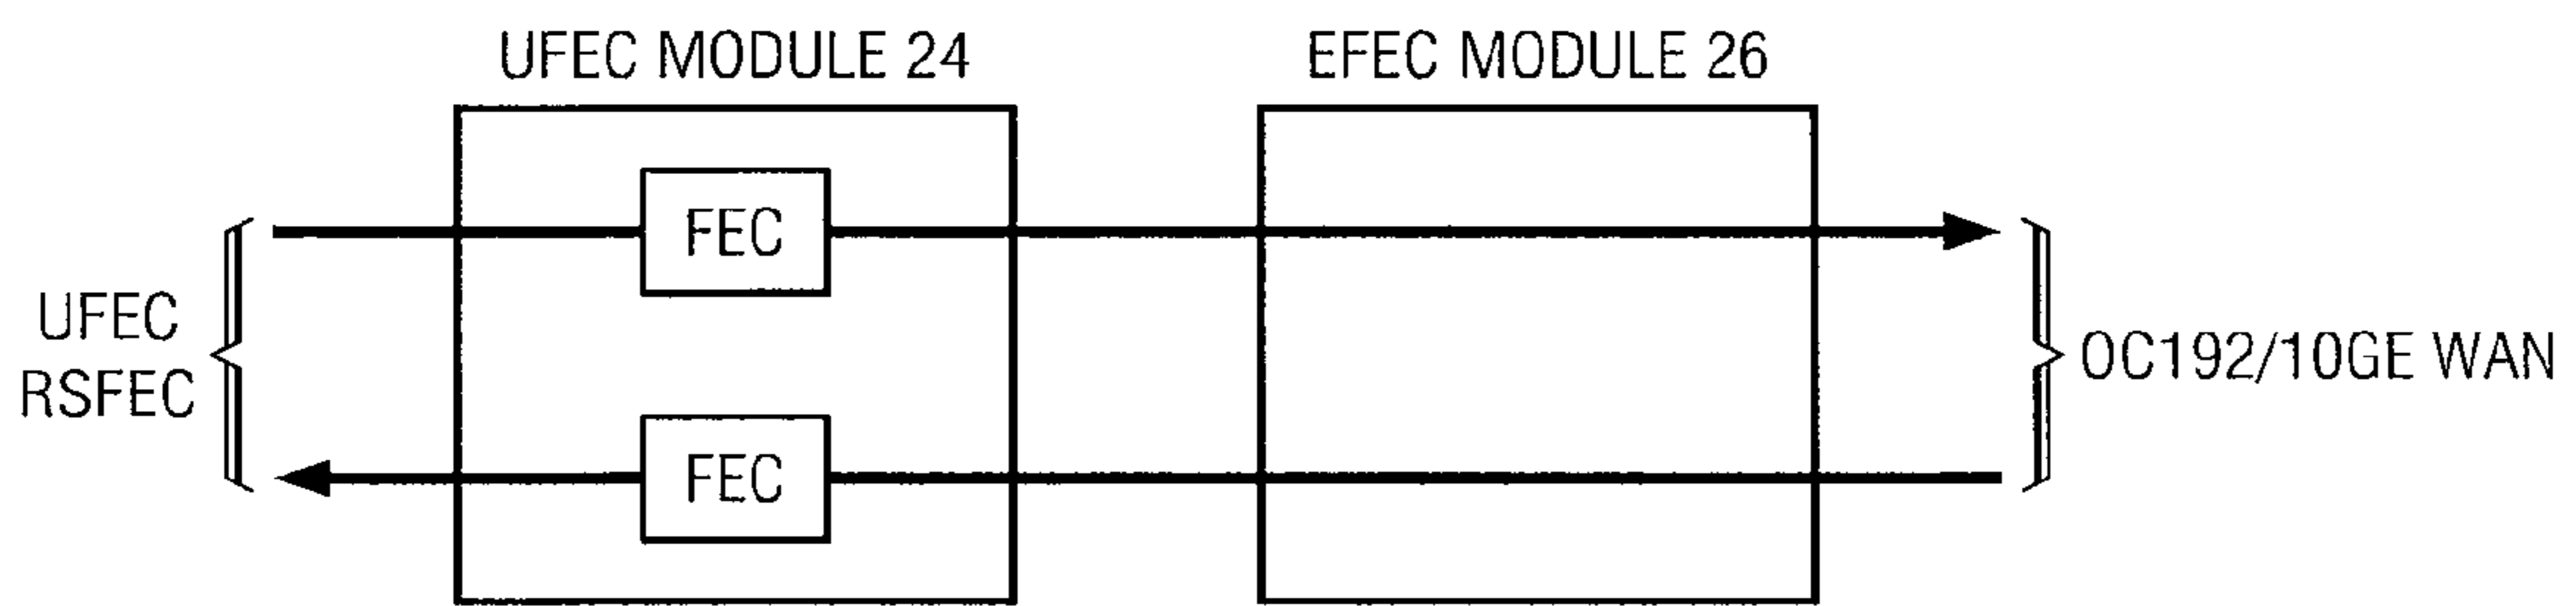 UFEC MODULE 24
EFEC MODULE 26
FEC
UFEC
RSFEC
OC192/10GE WAN
FEC